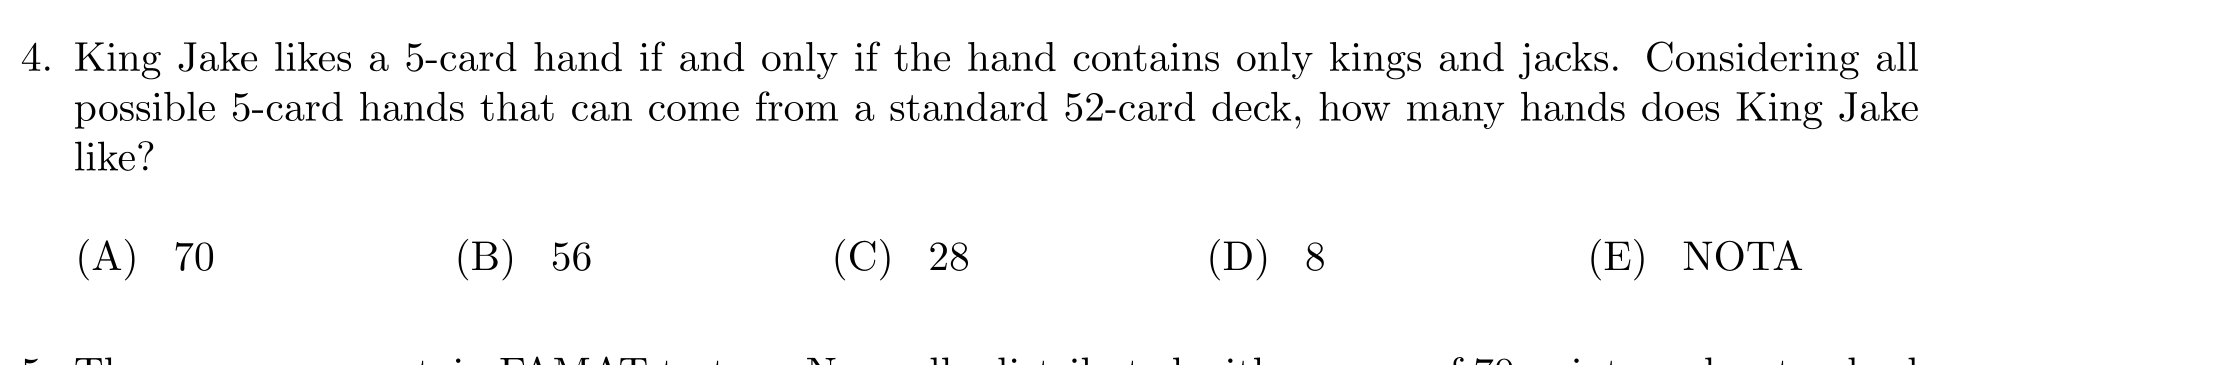 4. King Jake likes a 5-card hand if and only if the hand contains only kings and jacks. Considering all
possible 5-card hands that can come from a standard 52-card deck, how many hands does King Jake
like?
(A) 70 (B) 56 (C) 28 (D) 8 (E) NOTA